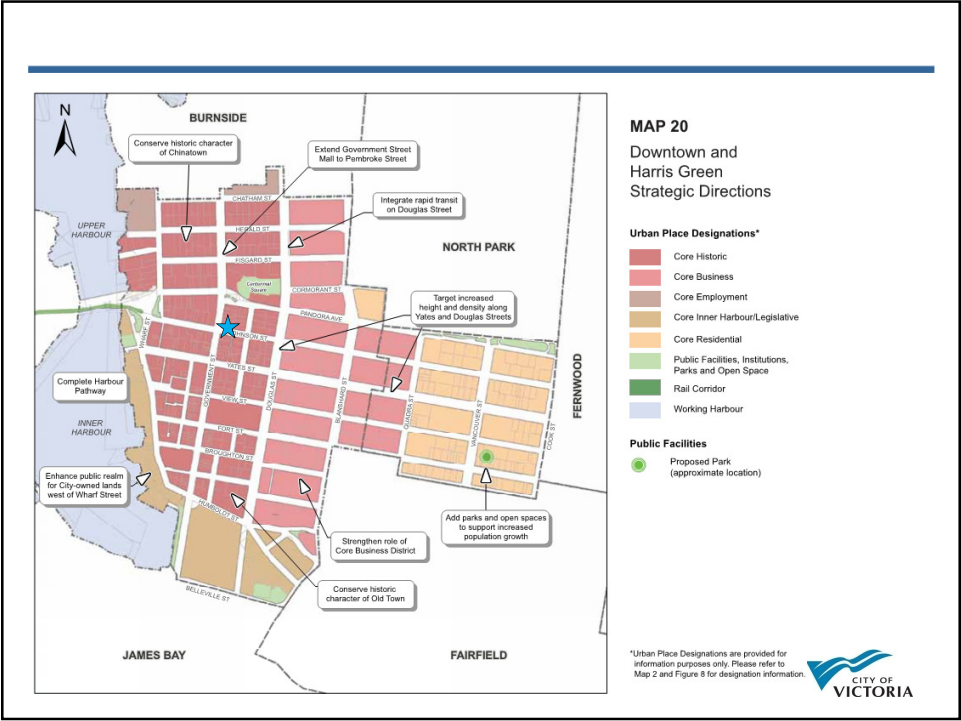 N
BURNSIDE
Conserve historic character
of Chinatown
Extend Government Street
Mall to Pembroke Street
CHATHAM ST
Integrate rapid transit
on Douglas Street
UPPER
HARBOUR
HERALD ST
NORTH PARK
FISGARD ST
Centennial
Square
CORMORANT ST
Target increased
height and density along
Yates and Douglas Streets
PANDORA AVE
WHARF ST
HNSON ST
YATES ST
GOVERNMENT ST
DOUGLAS ST
BLANSHARD ST
QUADRA ST
VANCOUVER ST
COOK ST
FERNWOOD
Complete Harbour
Pathway
VIEW ST
INNER
HARBOUR
FORT ST
BROUGHTON ST
Enhance public realm
for City-owned lands
west of Wharf Street
HUMBOLDT ST
Add parks and open spaces
to support increased
population growth
Strengthen role of
Core Business District
Conserve historic
character of Old Town
BELLEVILLE ST
JAMES BAY
FAIRFIELD
MAP 20
Downtown and
Harris Green
Strategic Directions
Urban Place Designations*
Core Historic
Core Business
Core Employment
Core Inner Harbour/Legislative
Core Residential
Public Facilities, Institutions,
Parks and Open Space
Rail Corridor
Working Harbour
Public Facilities
Proposed Park
(approximate location)
*Urban Place Designations are provided for
information purposes only. Please refer to
Map 2 and Figure 8 for designation information.
CITY OF
VICTORIA